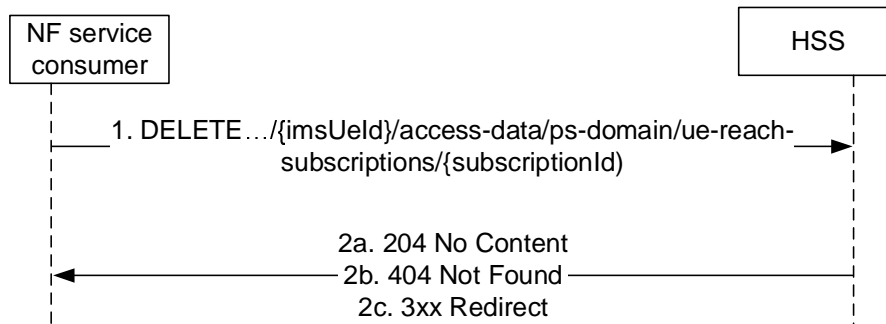 NF service
consumer
HSS
1. DELETE…/{imsUeId}/access-data/ps-domain/ue-reach-
subscriptions/{subscriptionId)
2a. 204 No Content
2b. 404 Not Found
2c. 3xx Redirect